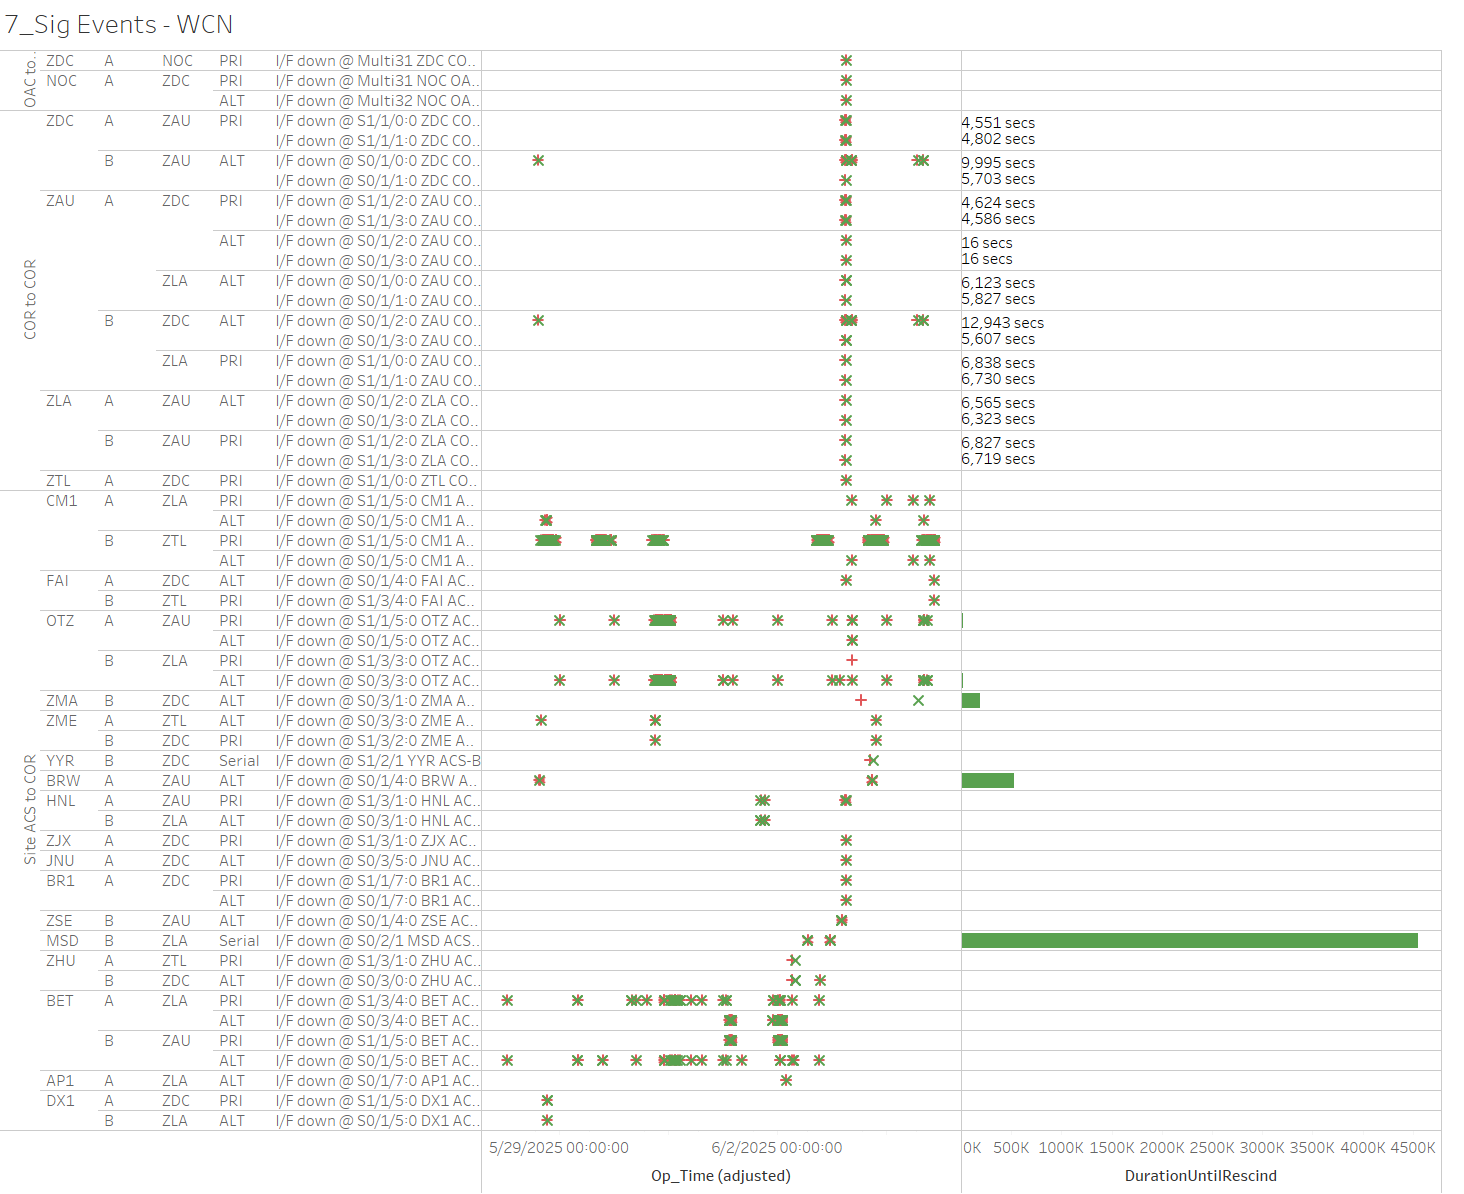 7_Sig Events - WCN
OAC to..
ZDC A NOC PRI I/F down @ Multi31 ZDC CO..
NOC A ZDC PRI I/F down @ Multi31 NOC OA..
ALT I/F down @ Multi32 NOC OA..
COR to COR
ZDC A ZAU PRI I/F down @ S1/1/0:0 ZDC CO.. 4,551 secs
I/F down @ S1/1/1:0 ZDC CO.. 4,802 secs
B ZAU ALT I/F down @ S0/1/0:0 ZDC CO.. 9,995 secs
I/F down @ S0/1/1:0 ZDC CO.. 5,703 secs
ZAU A ZDC PRI I/F down @ S1/1/2:0 ZAU CO.. 4,624 secs
I/F down @ S1/1/3:0 ZAU CO.. 4,586 secs
ALT I/F down @ S0/1/2:0 ZAU CO.. 16 secs
I/F down @ S0/1/3:0 ZAU CO.. 16 secs
ZLA ALT I/F down @ S0/1/0:0 ZAU CO.. 6,123 secs
I/F down @ S0/1/1:0 ZAU CO.. 5,827 secs
B ZDC ALT I/F down @ S0/1/2:0 ZAU CO.. 12,943 secs
I/F down @ S0/1/3:0 ZAU CO.. 5,607 secs
ZLA PRI I/F down @ S1/1/0:0 ZAU CO.. 6,838 secs
I/F down @ S1/1/1:0 ZAU CO.. 6,730 secs
ZLA A ZAU ALT I/F down @ S0/1/2:0 ZLA CO.. 6,565 secs
I/F down @ S0/1/3:0 ZLA CO.. 6,323 secs
B ZAU PRI I/F down @ S1/1/2:0 ZLA CO.. 6,827 secs
I/F down @ S1/1/3:0 ZLA CO.. 6,719 secs
ZTL A ZDC PRI I/F down @ S1/1/0:0 ZTL CO..
Site ACS to COR
CM1 A ZLA PRI I/F down @ S1/1/5:0 CM1 A..
ALT I/F down @ S0/1/5:0 CM1 A..
B ZTL PRI I/F down @ S1/1/5:0 CM1 A..
ALT I/F down @ S0/1/5:0 CM1 A..
FAI A ZDC ALT I/F down @ S0/1/4:0 FAI AC..
B ZTL PRI I/F down @ S1/3/4:0 FAI AC..
OTZ A ZAU PRI I/F down @ S1/1/5:0 OTZ AC..
ALT I/F down @ S0/1/5:0 OTZ AC..
B ZLA PRI I/F down @ S1/3/3:0 OTZ AC..
ALT I/F down @ S0/3/3:0 OTZ AC..
ZMA B ZDC ALT I/F down @ S0/3/1:0 ZMA A..
ZME A ZTL ALT I/F down @ S0/3/3:0 ZME A..
B ZDC PRI I/F down @ S1/3/2:0 ZME A..
YYR B ZDC Serial I/F down @ S1/2/1 YYR ACS-B
BRW A ZAU ALT I/F down @ S0/1/4:0 BRW A..
HNL A ZAU PRI I/F down @ S1/3/1:0 HNL AC..
B ZLA ALT I/F down @ S0/3/1:0 HNL AC..
ZJX A ZDC PRI I/F down @ S1/3/1:0 ZJX AC..
JNU A ZDC ALT I/F down @ S0/3/5:0 JNU AC..
BR1 A ZDC PRI I/F down @ S1/1/7:0 BR1 AC..
ALT I/F down @ S0/1/7:0 BR1 AC..
ZSE B ZAU ALT I/F down @ S0/1/4:0 ZSE AC..
MSD B ZLA Serial I/F down @ S0/2/1 MSD ACS..
ZHU A ZTL PRI I/F down @ S1/3/1:0 ZHU AC..
B ZDC ALT I/F down @ S0/3/0:0 ZHU AC..
BET A ZLA PRI I/F down @ S1/3/4:0 BET AC..
ALT I/F down @ S0/3/4:0 BET AC..
B ZAU PRI I/F down @ S1/1/5:0 BET AC..
ALT I/F down @ S0/1/5:0 BET AC..
AP1 A ZLA ALT I/F down @ S0/1/7:0 AP1 AC..
DX1 A ZDC PRI I/F down @ S1/1/5:0 DX1 AC..
B ZLA ALT I/F down @ S0/1/5:0 DX1 AC..
5/29/2025 00:00:00 6/2/2025 00:00:00 0K 500K 1000K 1500K 2000K 2500K 3000K 3500K 4000K 4500K
Op_Time (adjusted) DurationUntilRescind